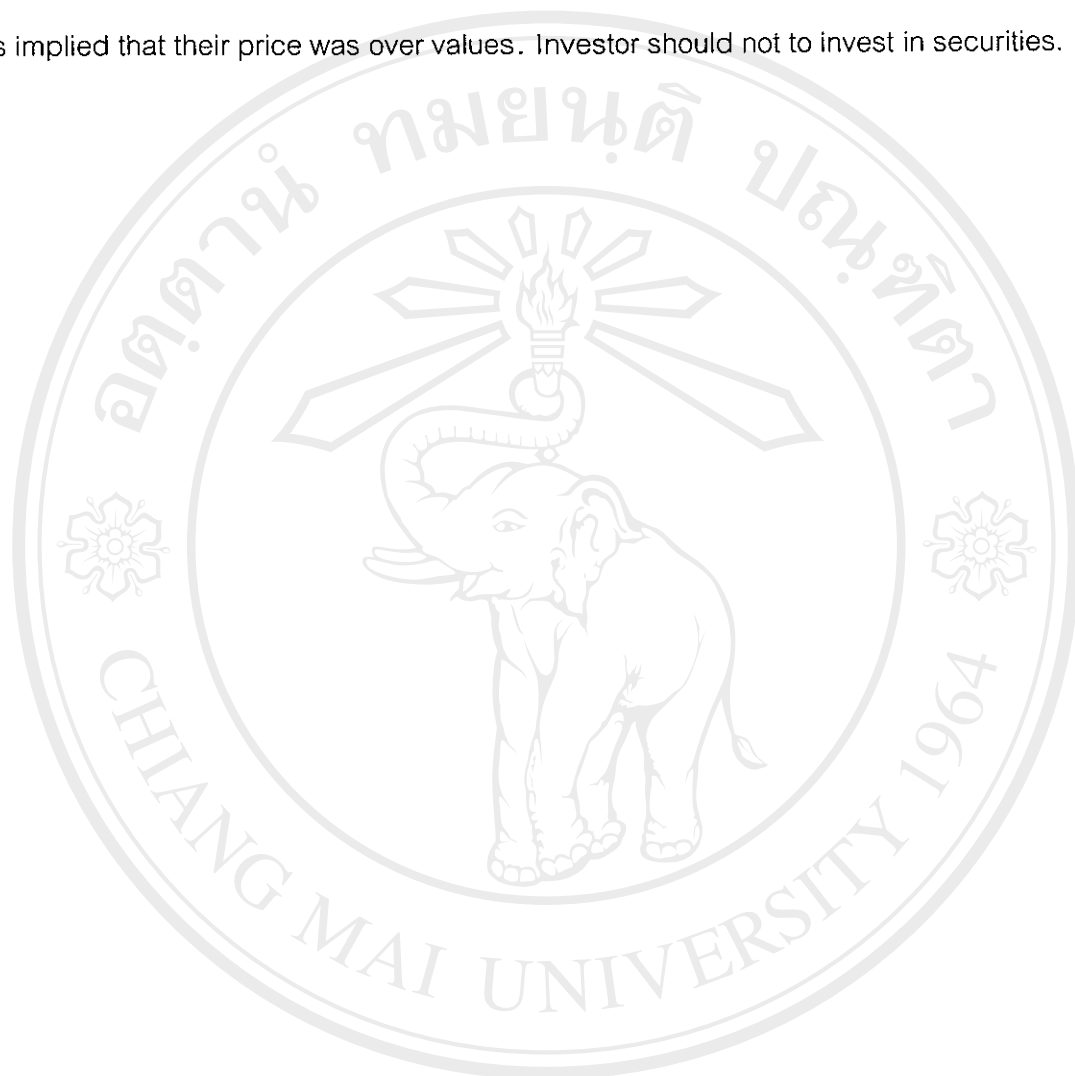 s implied that their price was over values. Investor should not to invest in securities.
อตฺตานํ ทมยนฺติ ปณฺฑิตา
CHIANG MAI UNIVERSITY 1964